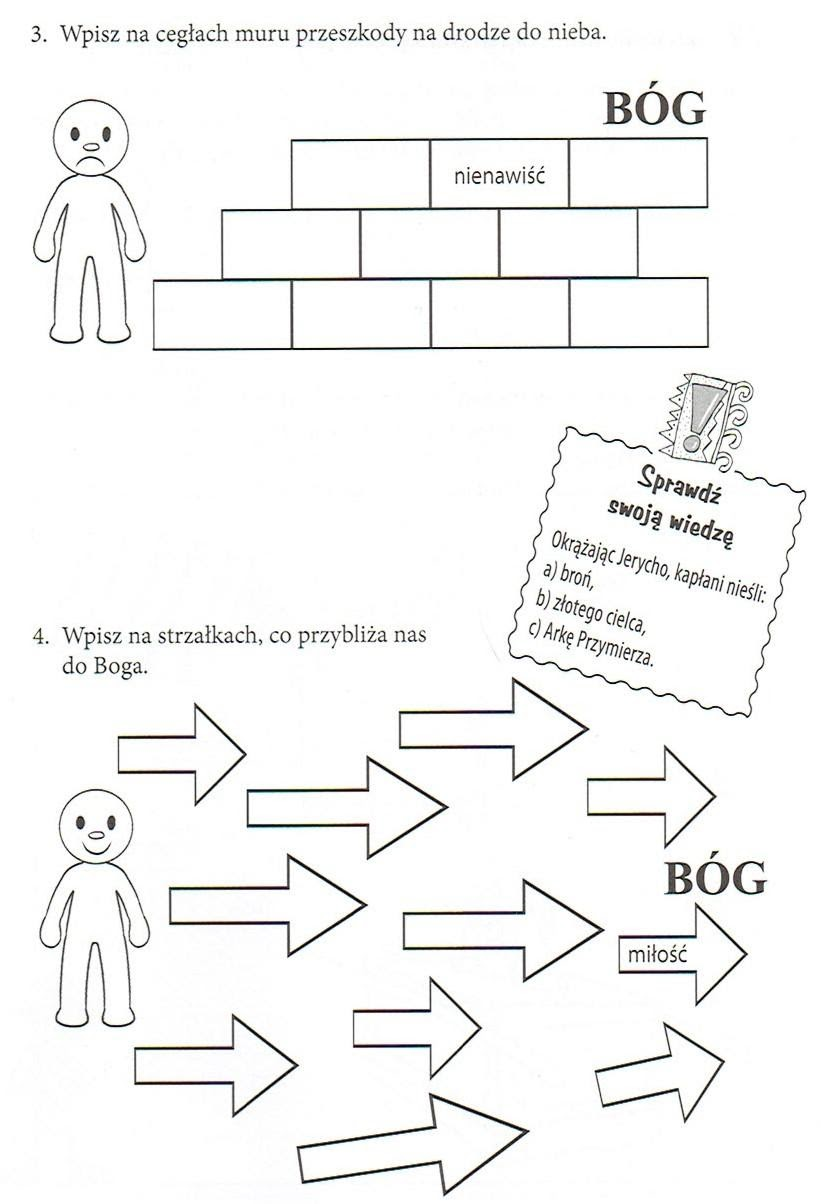 3. Wpisz na cegłach muru przeszkody na drodze do nieba.
BÓG
nienawiść
Sprawdź
swoją wiedzę
Okrążając Jerycho, kapłani nieśli:
a) broń,
b) złotego cielca,
c) Arkę Przymierza.
4. Wpisz na strzałkach, co przybliża nas
do Boga.
BÓG
miłość